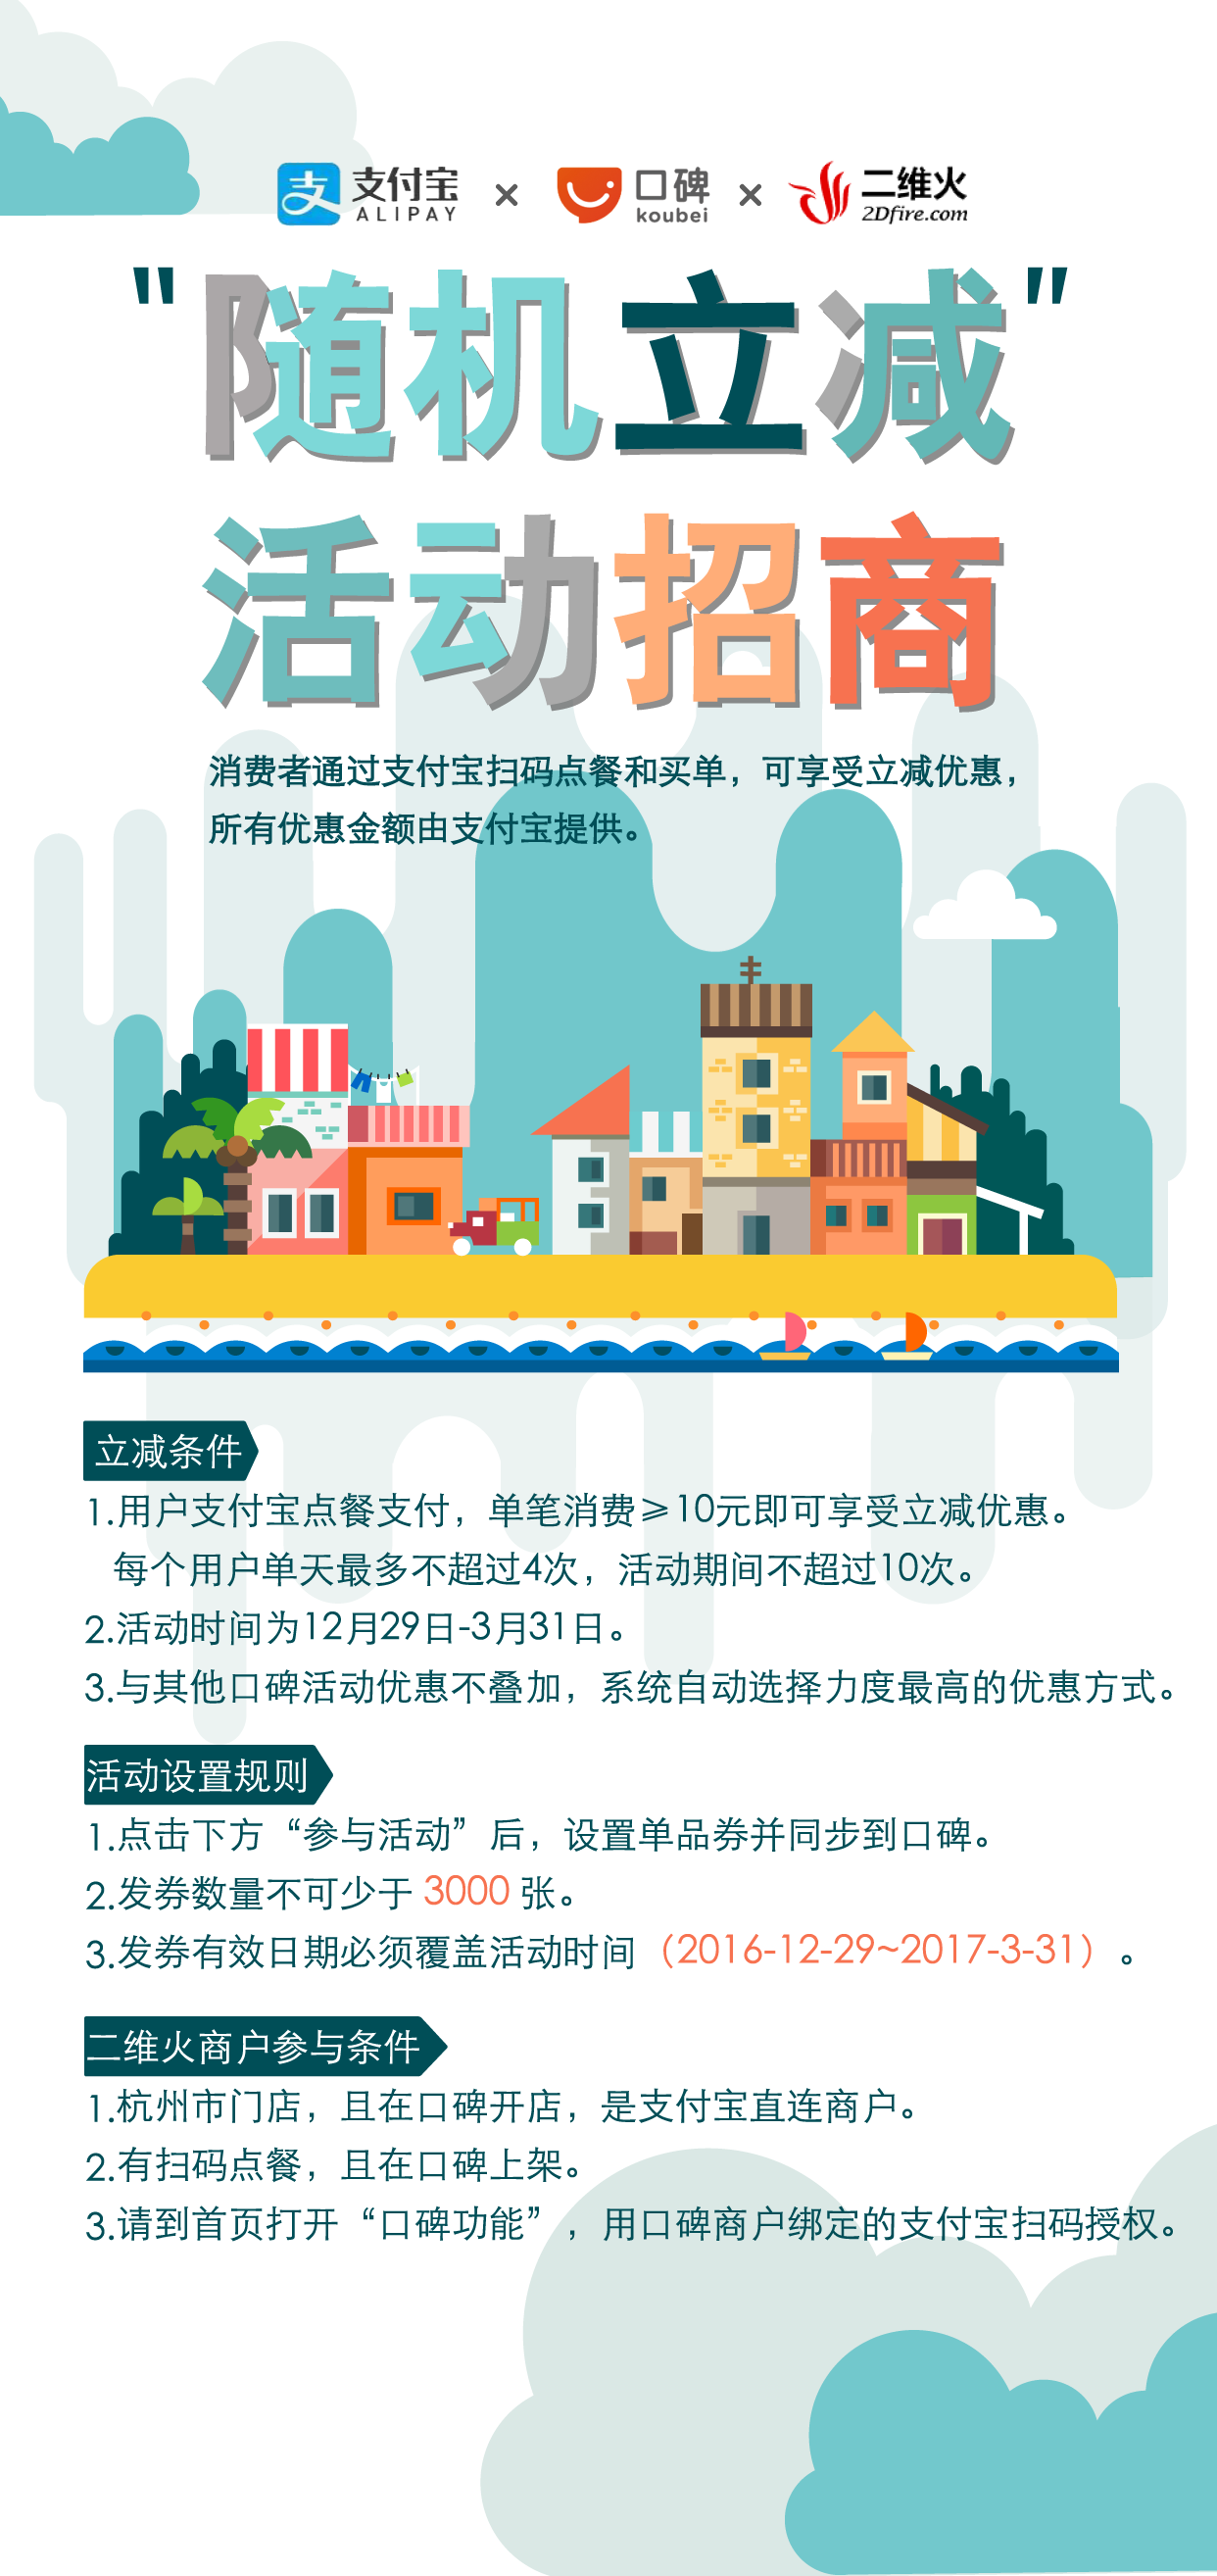 支付宝 ALIPAY × 口碑 koubei × 二维火 2Dfire.com
"随机立减"
活动招商
消费者通过支付宝扫码点餐和买单，可享受立减优惠，
所有优惠金额由支付宝提供。
立减条件
1.用户支付宝点餐支付，单笔消费≥10元即可享受立减优惠。
每个用户单天最多不超过4次，活动期间不超过10次。
2.活动时间为12月29日-3月31日。
3.与其他口碑活动优惠不叠加，系统自动选择力度最高的优惠方式。
活动设置规则
1.点击下方“参与活动”后，设置单品券并同步到口碑。
2.发券数量不可少于 3000 张。
3.发券有效日期必须覆盖活动时间（2016-12-29~2017-3-31）。
二维火商户参与条件
1.杭州市门店，且在口碑开店，是支付宝直连商户。
2.有扫码点餐，且在口碑上架。
3.请到首页打开“口碑功能”，用口碑商户绑定的支付宝扫码授权。